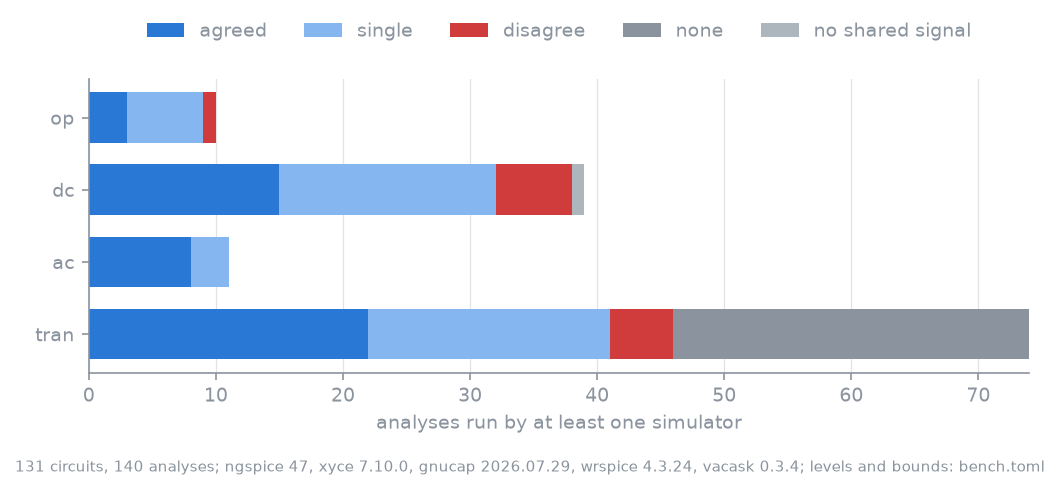 agreed single disagree none no shared signal
op
dc
ac
tran
0 10 20 30 40 50 60 70
analyses run by at least one simulator
131 circuits, 140 analyses; ngspice 47, xyce 7.10.0, gnucap 2026.07.29, wrspice 4.3.24, vacask 0.3.4; levels and bounds: bench.toml